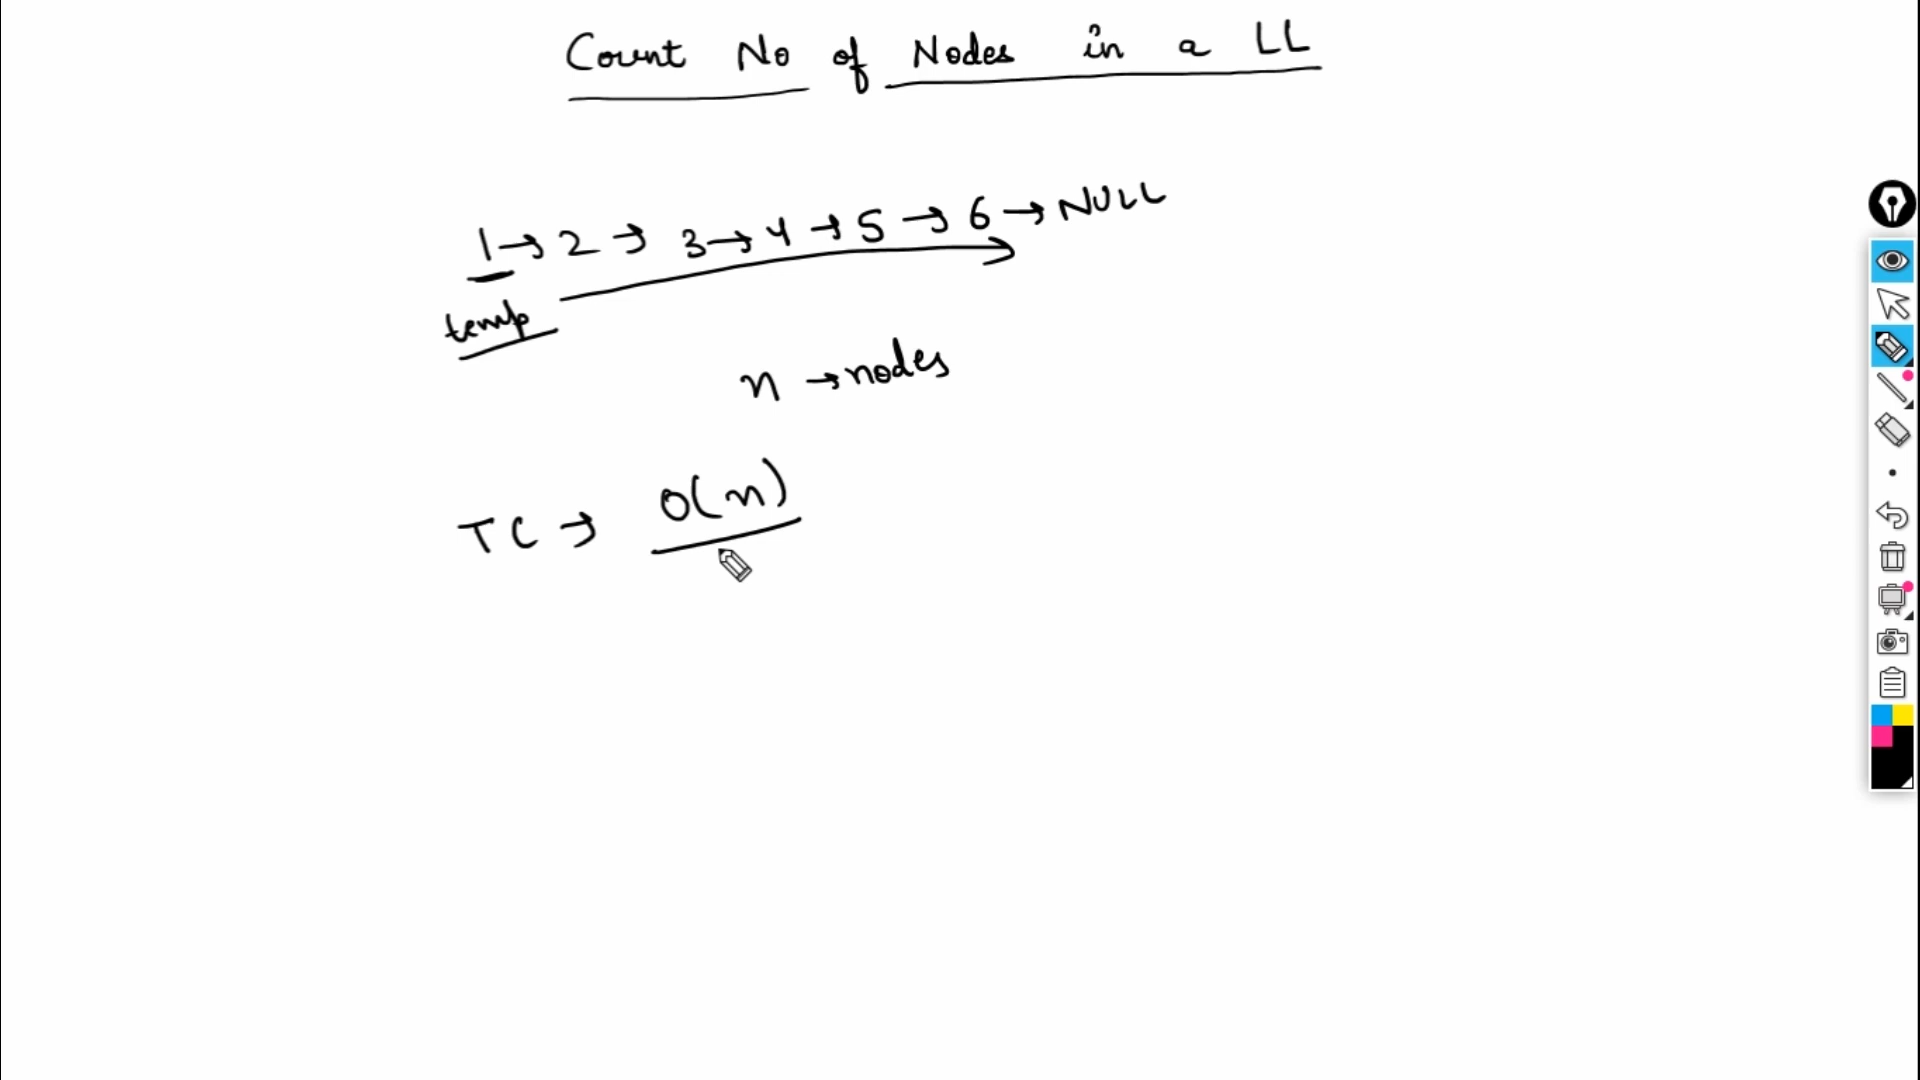 Count No of Nodes in a LL
1 → 2 → 3 → 4 → 5 → 6 → NULL
temp
n → nodes
TC → O(n)